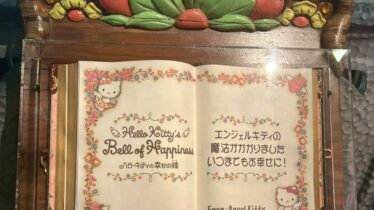 Hello Kitty's
Bell of Happiness
ハローキティの幸せの鐘
エンジェルキティの
魔法がかかりました
いつまでもお幸せに!
From: Angel Kitty